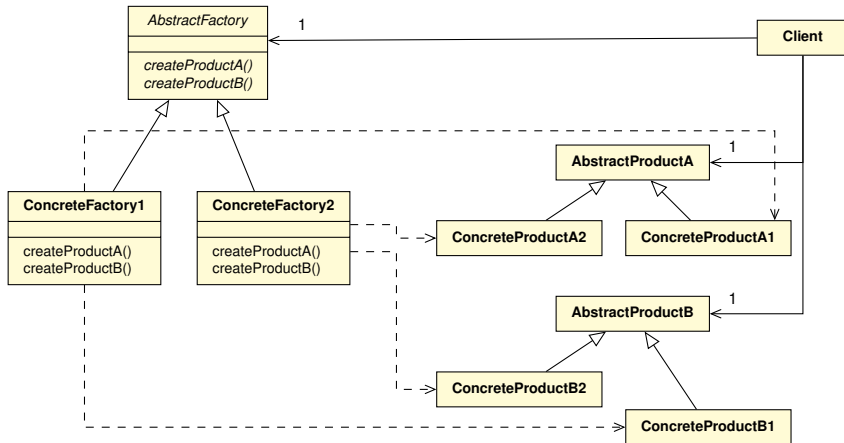 AbstractFactory
createProductA()
createProductB()
1
Client
1
AbstractProductA
ConcreteFactory1
createProductA()
createProductB()
ConcreteFactory2
createProductA()
createProductB()
ConcreteProductA2
ConcreteProductA1
1
AbstractProductB
ConcreteProductB2
ConcreteProductB1